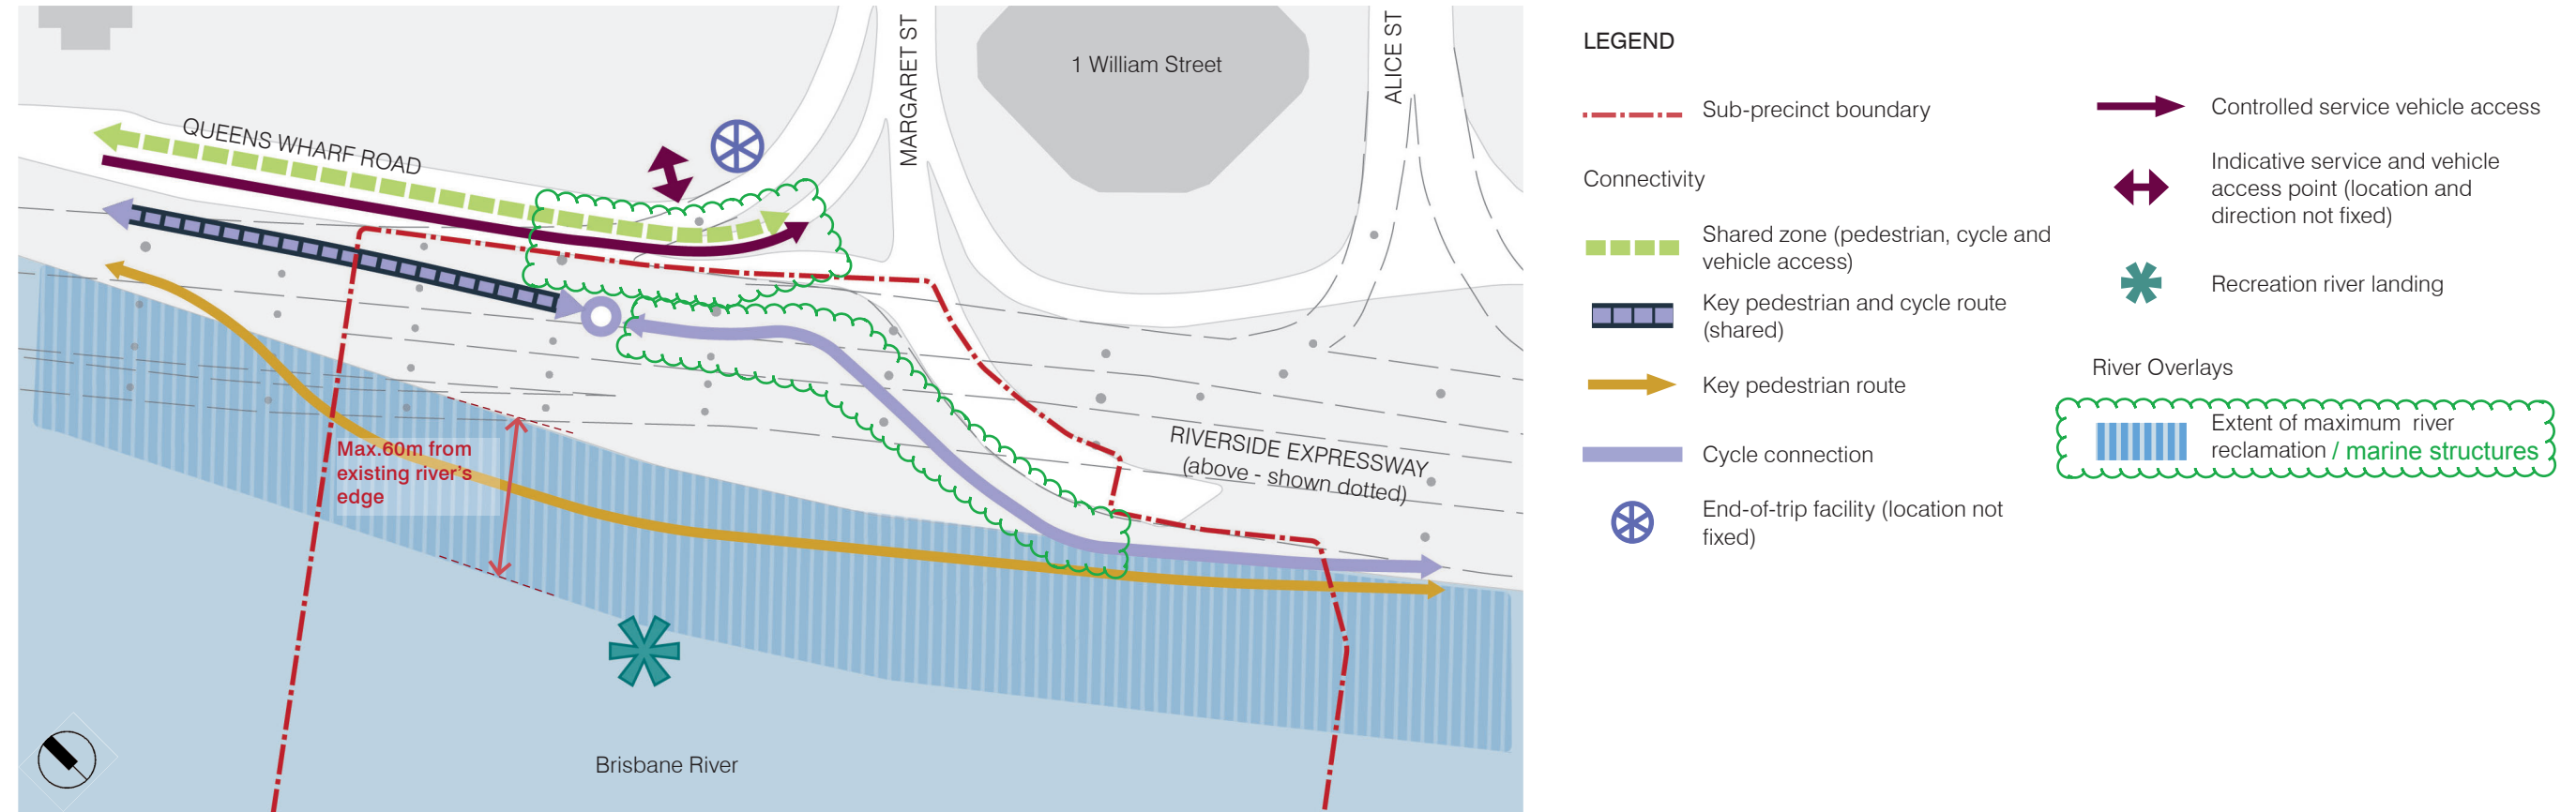 QUEENS WHARF ROAD
MARGARET ST
1 William Street
ALICE ST
Max.60m from
existing river's
edge
RIVERSIDE EXPRESSWAY
(above - shown dotted)
Brisbane River
LEGEND
Sub-precinct boundary
Connectivity
Shared zone (pedestrian, cycle and
vehicle access)
Key pedestrian and cycle route
(shared)
Key pedestrian route
Cycle connection
End-of-trip facility (location not
fixed)
Controlled service vehicle access
Indicative service and vehicle
access point (location and
direction not fixed)
Recreation river landing
River Overlays
Extent of maximum river
reclamation / marine structures